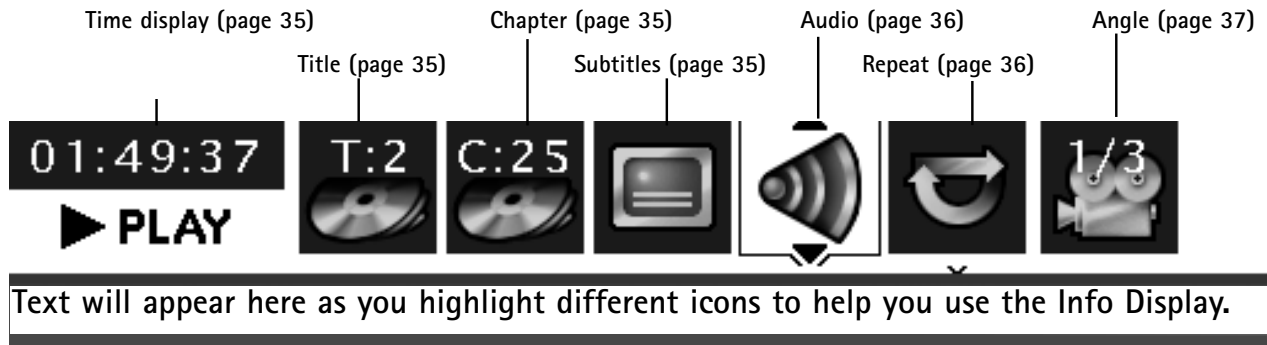 Time display (page 35)
Chapter (page 35)
Audio (page 36)
Angle (page 37)
Title (page 35)
Subtitles (page 35)
Repeat (page 36)
01:49:37
T:2
C:25
1/3
PLAY
Text will appear here as you highlight different icons to help you use the Info Display.